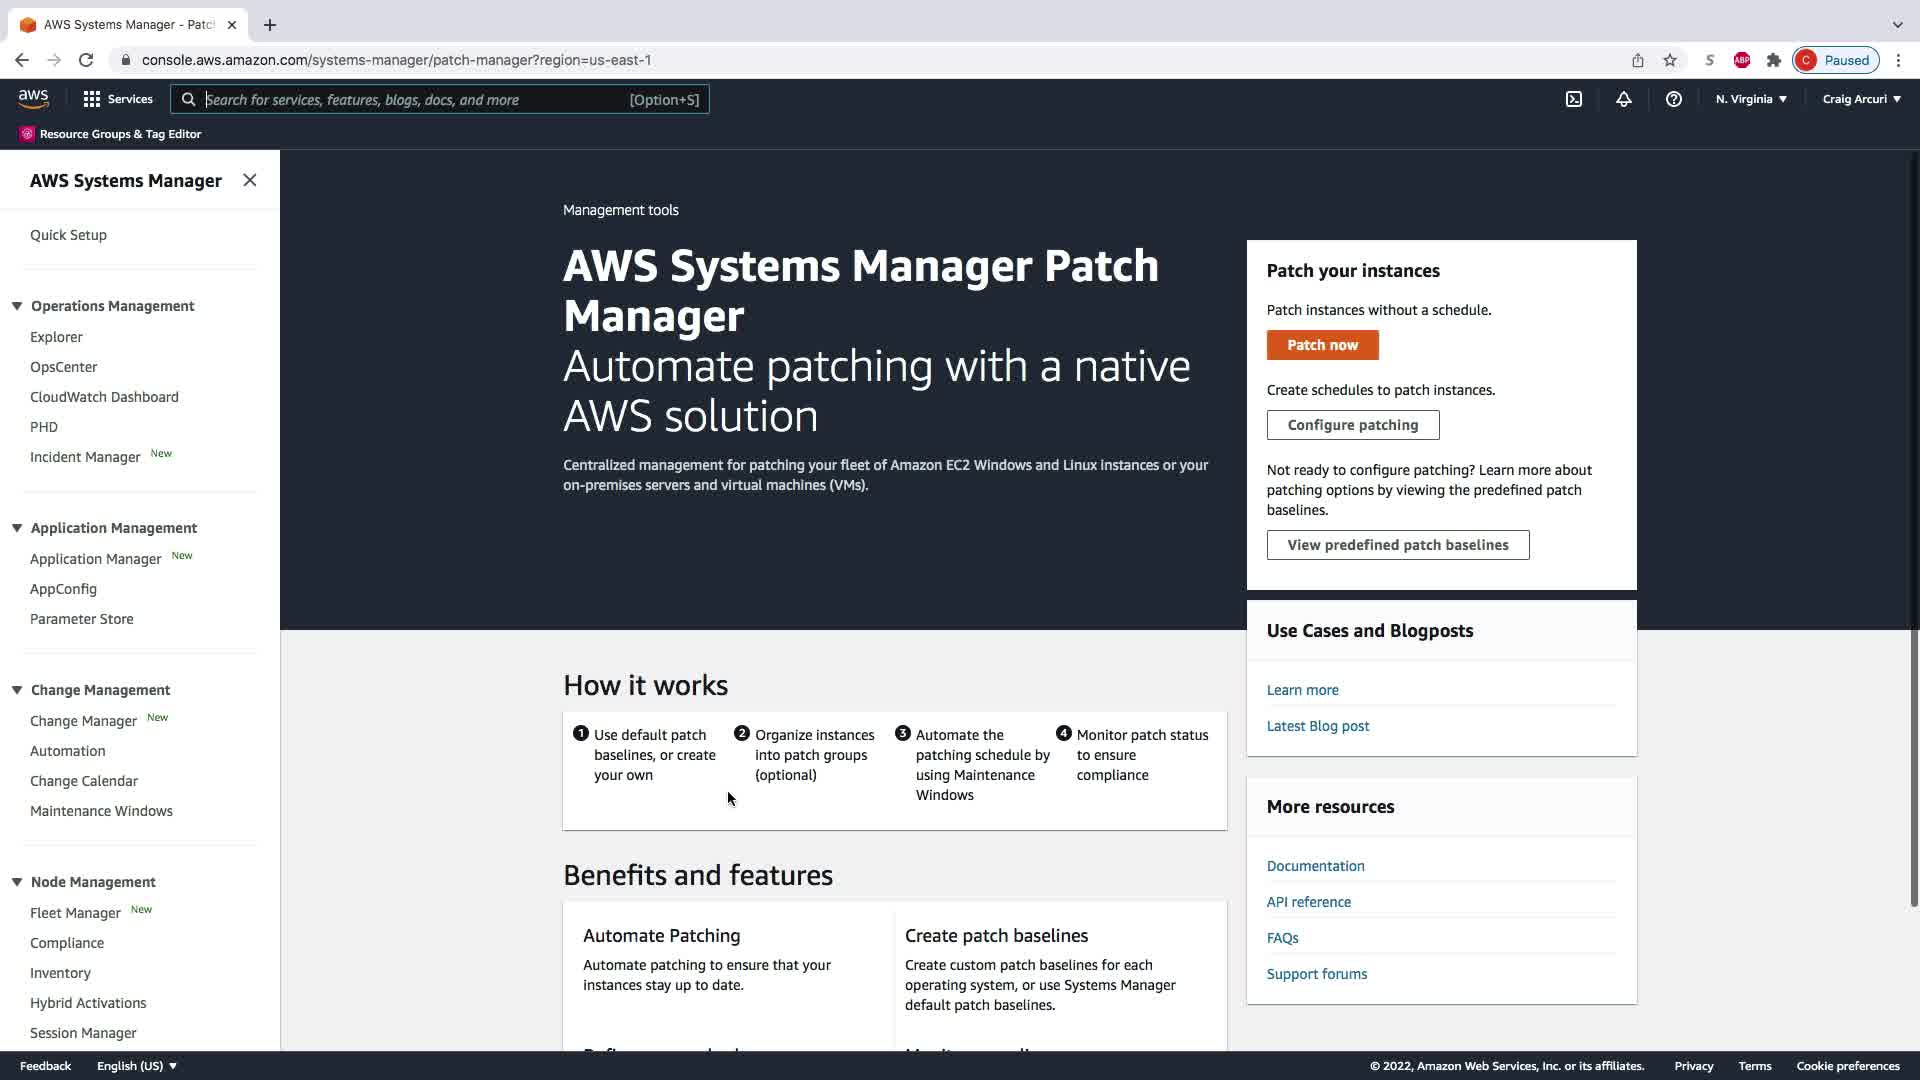 AWS Systems Manager - Patc
console.aws.amazon.com/systems-manager/patch-manager?region=us-east-1
S
ABP
C Paused
aws
Services
Search for services, features, blogs, docs, and more [Option+S]
N. Virginia
Craig Arcuri
Resource Groups & Tag Editor
AWS Systems Manager
Quick Setup
Operations Management
Explorer
OpsCenter
CloudWatch Dashboard
PHD
Incident Manager New
Application Management
Application Manager New
AppConfig
Parameter Store
Change Management
Change Manager New
Automation
Change Calendar
Maintenance Windows
Node Management
Fleet Manager New
Compliance
Inventory
Hybrid Activations
Session Manager
Management tools
AWS Systems Manager Patch
Manager
Automate patching with a native
AWS solution
Centralized management for patching your fleet of Amazon EC2 Windows and Linux instances or your
on-premises servers and virtual machines (VMs).
Patch your instances
Patch instances without a schedule.
Patch now
Create schedules to patch instances.
Configure patching
Not ready to configure patching? Learn more about
patching options by viewing the predefined patch
baselines.
View predefined patch baselines
Use Cases and Blogposts
Learn more
Latest Blog post
More resources
Documentation
API reference
FAQs
Support forums
How it works
1 Use default patch
baselines, or create
your own
2 Organize instances
into patch groups
(optional)
3 Automate the
patching schedule by
using Maintenance
Windows
4 Monitor patch status
to ensure
compliance
Benefits and features
Automate Patching
Automate patching to ensure that your
instances stay up to date.
Create patch baselines
Create custom patch baselines for each
operating system, or use Systems Manager
default patch baselines.
Feedback
English (US)
© 2022, Amazon Web Services, Inc. or its affiliates.
Privacy
Terms
Cookie preferences